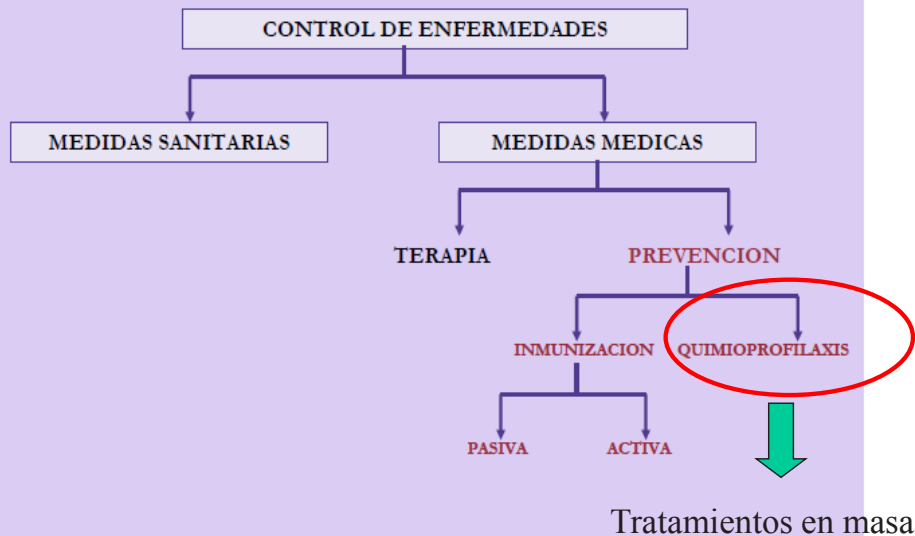 CONTROL DE ENFERMEDADES
MEDIDAS SANITARIAS
MEDIDAS MEDICAS
TERAPIA
PREVENCION
INMUNIZACION
QUIMIOPROFILAXIS
PASIVA
ACTIVA
Tratamientos en masa